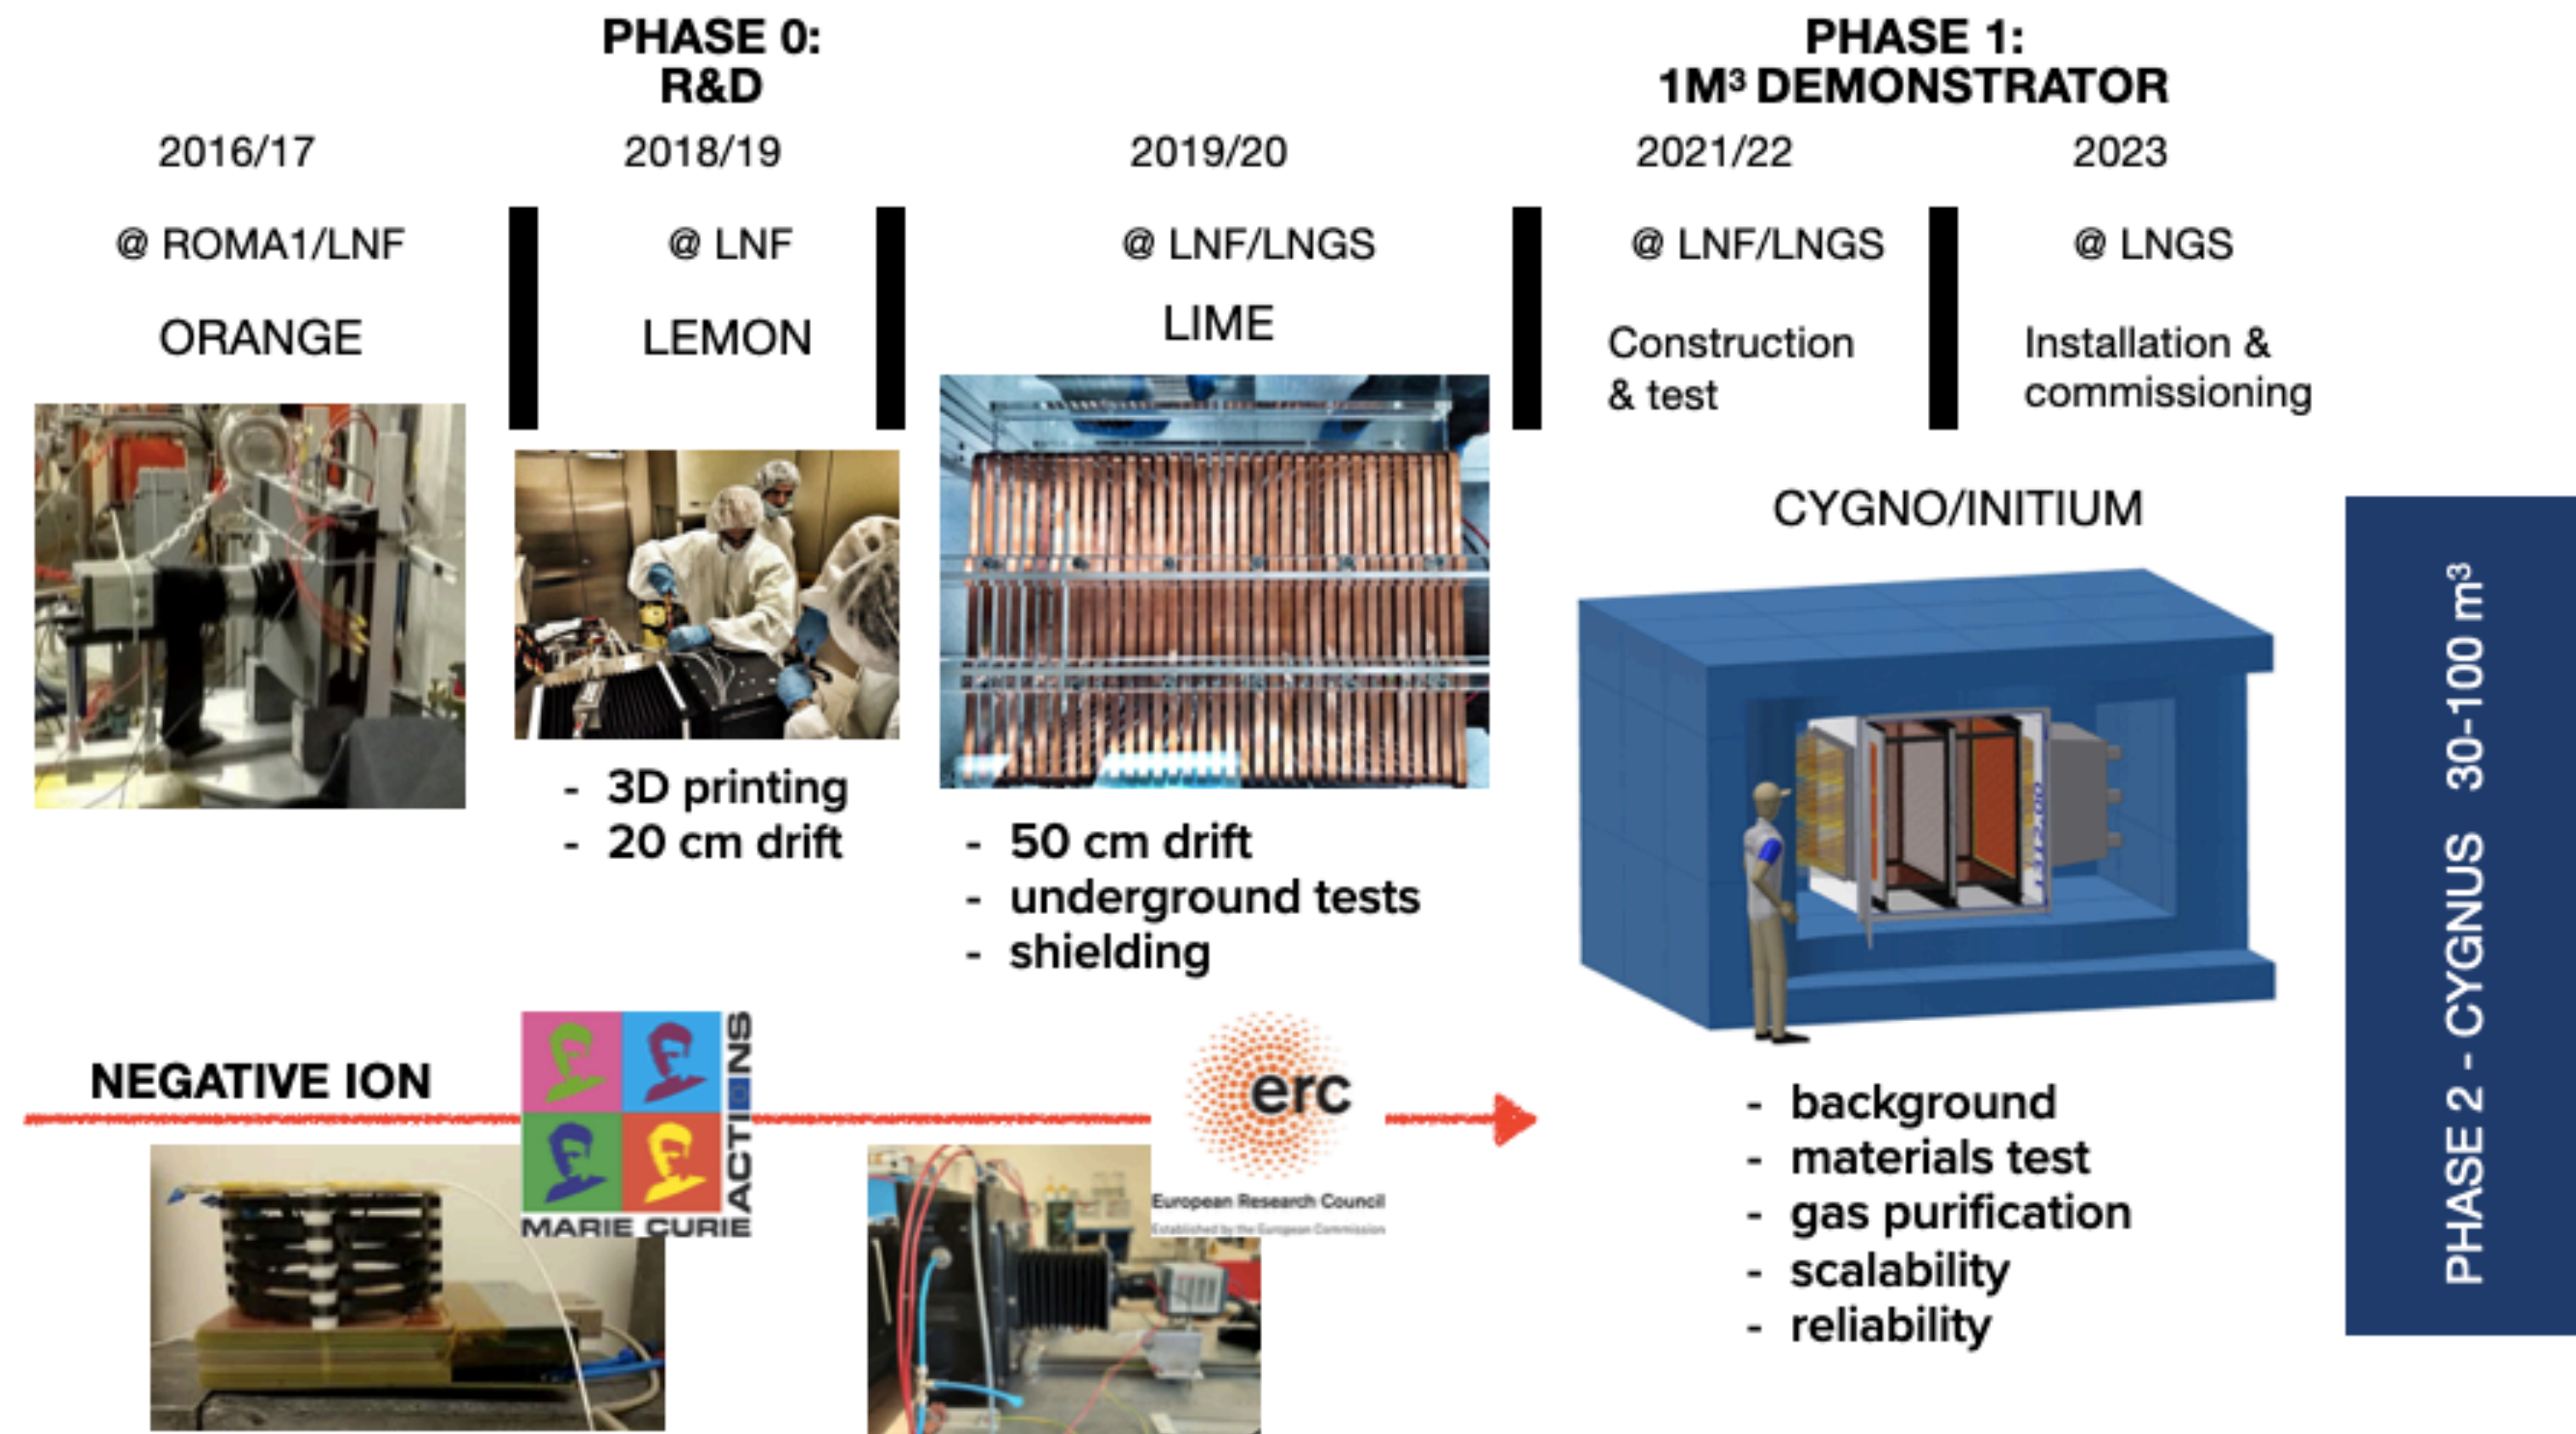 PHASE 0:
R&D
PHASE 1:
1M³ DEMONSTRATOR
2016/17
2018/19
2019/20
2021/22
2023
@ ROMA1/LNF
@ LNF
@ LNF/LNGS
@ LNF/LNGS
@ LNGS
ORANGE
LEMON
LIME
Construction
& test
Installation &
commissioning
CYGNO/INITIUM
- 3D printing
- 20 cm drift
- 50 cm drift
- underground tests
- shielding
NEGATIVE ION
MARIE CURIE
ACTIONS
erc
European Research Council
Established by the European Commission
- background
- materials test
- gas purification
- scalability
- reliability
PHASE 2 - CYGNUS 30-100 m³